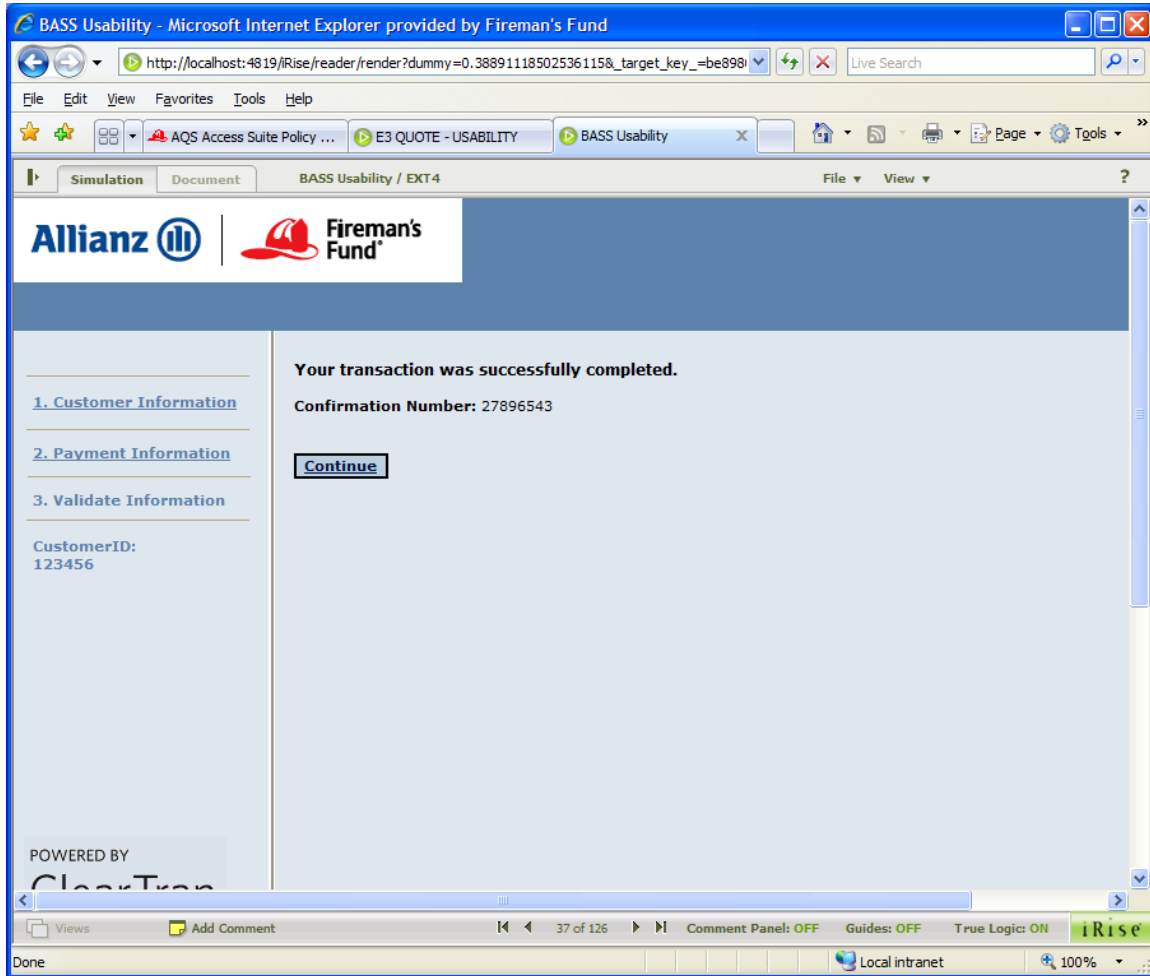 BASS Usability - Microsoft Internet Explorer provided by Fireman's Fund
http://localhost:4819/iRise/reader/render?dummy=0.38891118502536115&_target_key_=be898 Live Search
File Edit View Favorites Tools Help
AQS Access Suite Policy ... E3 QUOTE - USABILITY BASS Usability X Page Tools »
Simulation Document BASS Usability / EXT4 File View ?
Allianz Fireman's
Fund®
Your transaction was successfully completed.
1. Customer Information
Confirmation Number: 27896543
2. Payment Information
Continue
3. Validate Information
CustomerID:
123456
POWERED BY
ClearTran
Views Add Comment 37 of 126 Comment Panel: OFF Guides: OFF True Logic: ON iRise
Done Local intranet 100%